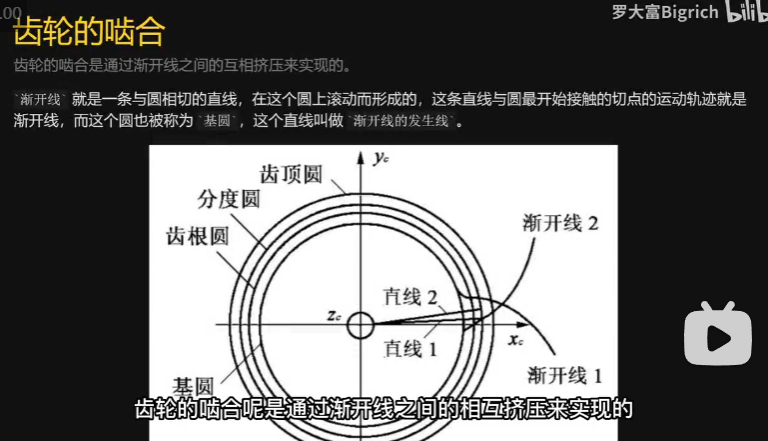 .00
罗大富Bigrich bilib
齿轮的啮合
齿轮的啮合是通过渐开线之间的互相挤压来实现的。
`渐开线` 就是一条与圆相切的直线，在这个圆上滚动而形成的，这条直线与圆最开始接触的切点的运动轨迹就是
渐开线，而这个圆也被称为 `基圆` ，这个直线叫做 `渐开线的发生线` 。
yc
齿顶圆
分度圆
渐开线 2
齿根圆
直线 2
zc
直线 1
xc
渐开线 1
基圆
齿轮的啮合呢是通过渐开线之间的相互挤压来实现的